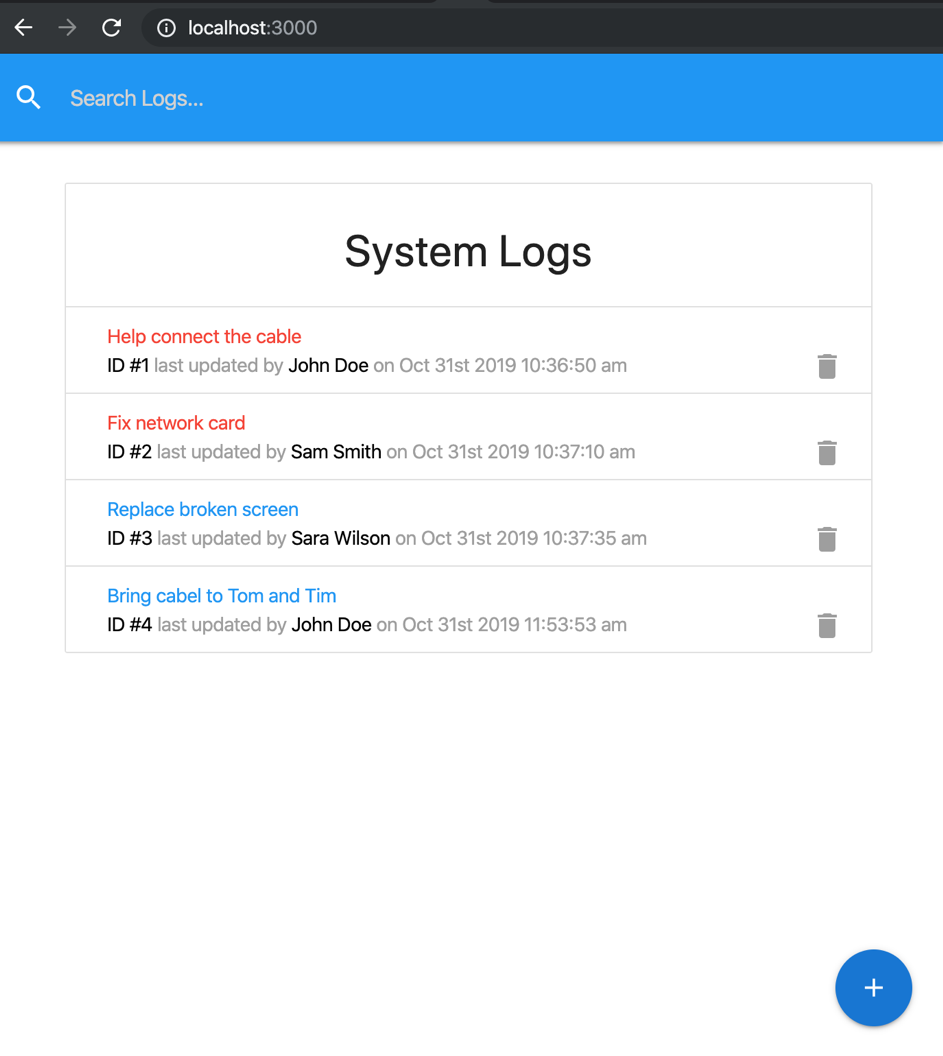 localhost:3000
Search Logs...
System Logs
Help connect the cable
ID #1 last updated by John Doe on Oct 31st 2019 10:36:50 am
Fix network card
ID #2 last updated by Sam Smith on Oct 31st 2019 10:37:10 am
Replace broken screen
ID #3 last updated by Sara Wilson on Oct 31st 2019 10:37:35 am
Bring cabel to Tom and Tim
ID #4 last updated by John Doe on Oct 31st 2019 11:53:53 am